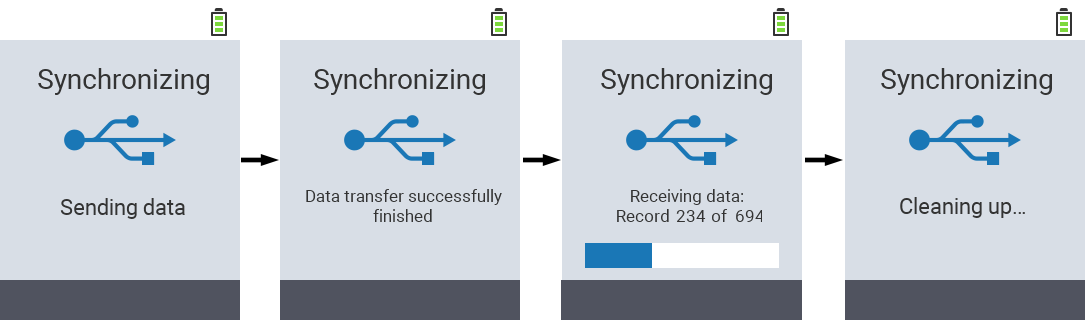 Synchronizing
Sending data
Synchronizing
Data transfer successfully
finished
Synchronizing
Receiving data:
Record 234 of 694
Synchronizing
Cleaning up...